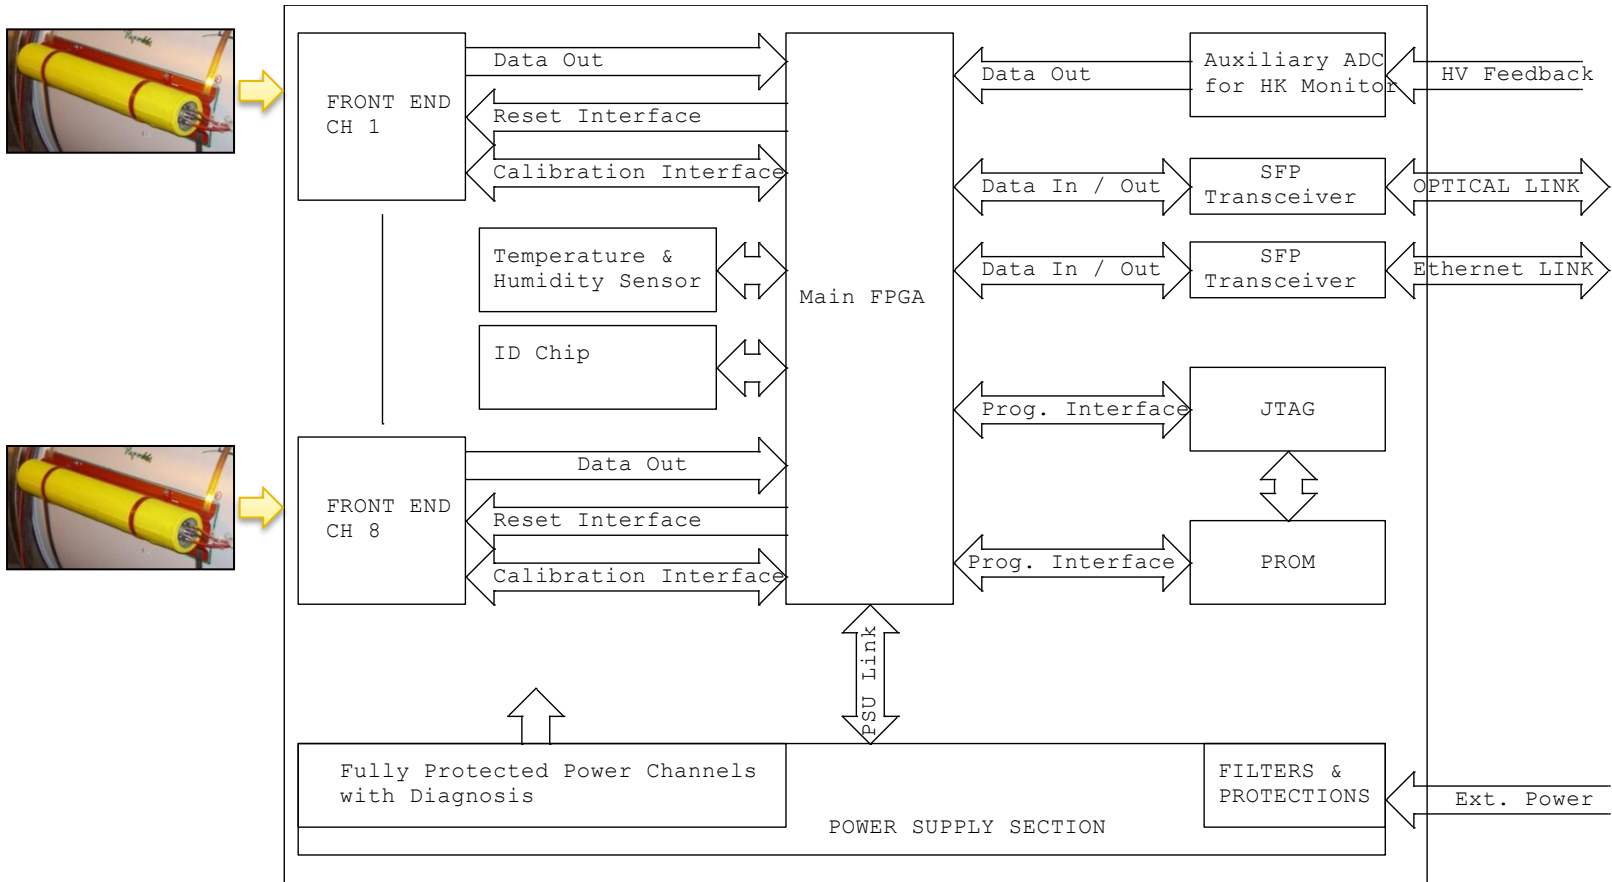 Data Out
Auxiliary ADC
for HK Monitor
Data Out
HV Feedback
FRONT END
CH 1
Reset Interface
Calibration Interface
SFP
Transceiver
Data In / Out
OPTICAL LINK
Temperature &
Humidity Sensor
SFP
Transceiver
Data In / Out
Ethernet LINK
Main FPGA
ID Chip
Prog. Interface
JTAG
Data Out
FRONT END
CH 8
Reset Interface
Calibration Interface
Prog. Interface
PROM
PSU Link
Fully Protected Power Channels
with Diagnosis
FILTERS &
PROTECTIONS
Ext. Power
POWER SUPPLY SECTION